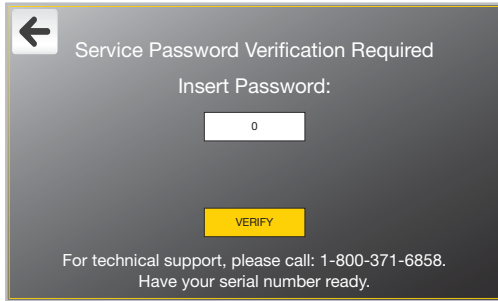 Service Password Verification Required
Insert Password:
0
VERIFY
For technical support, please call: 1-800-371-6858.
Have your serial number ready.